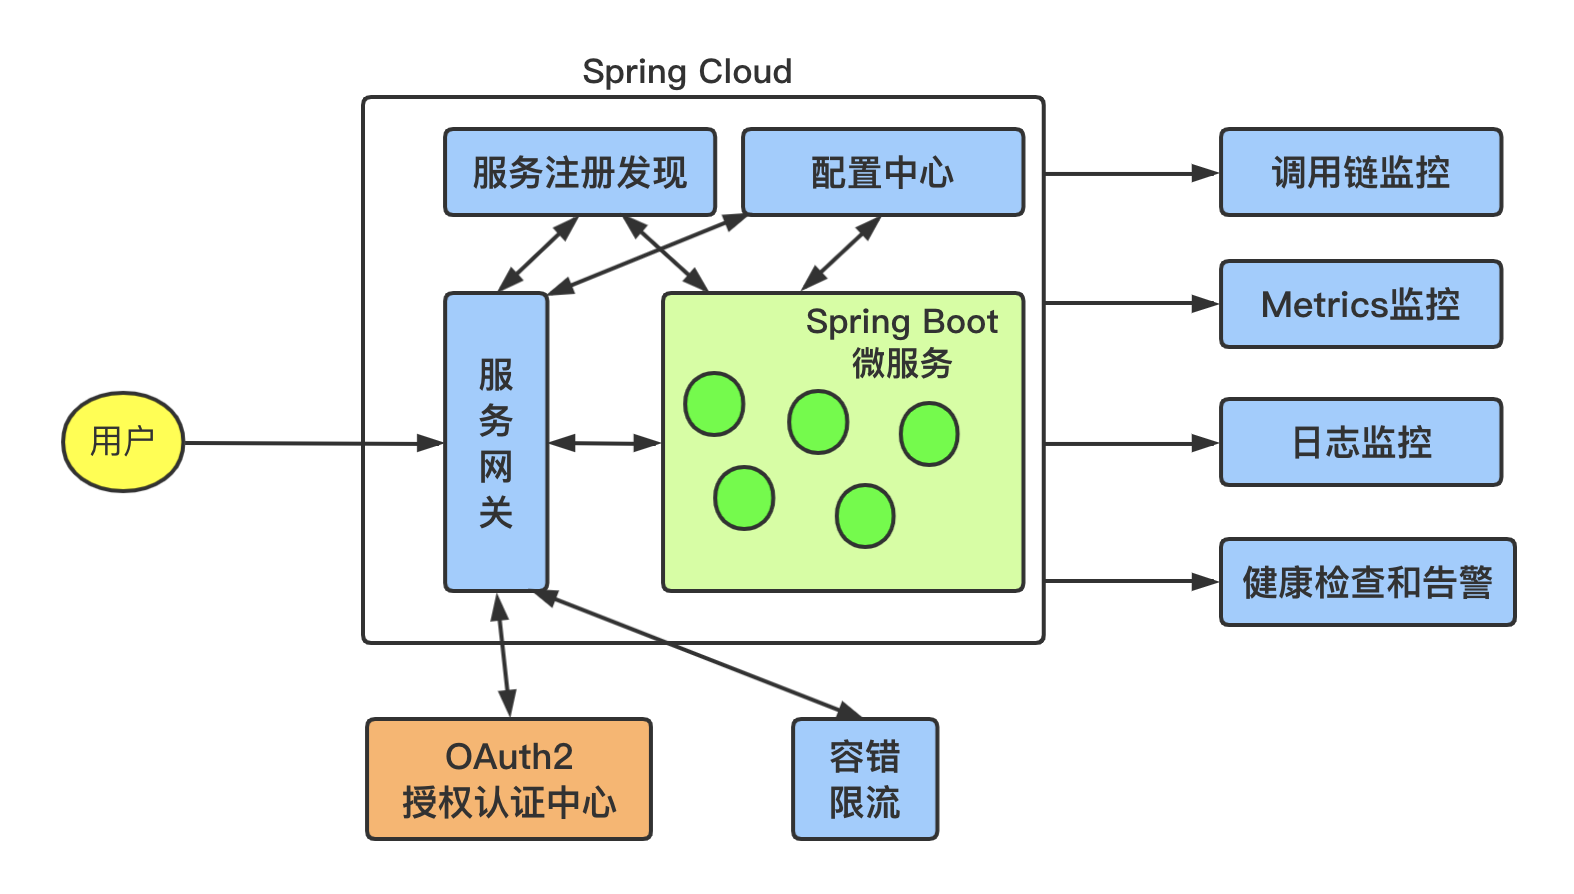 Spring Cloud
服务注册发现
配置中心
调用链监控
Metrics监控
Spring Boot
微服务
服
务
网
关
用户
日志监控
健康检查和告警
OAuth2
授权认证中心
容错
限流